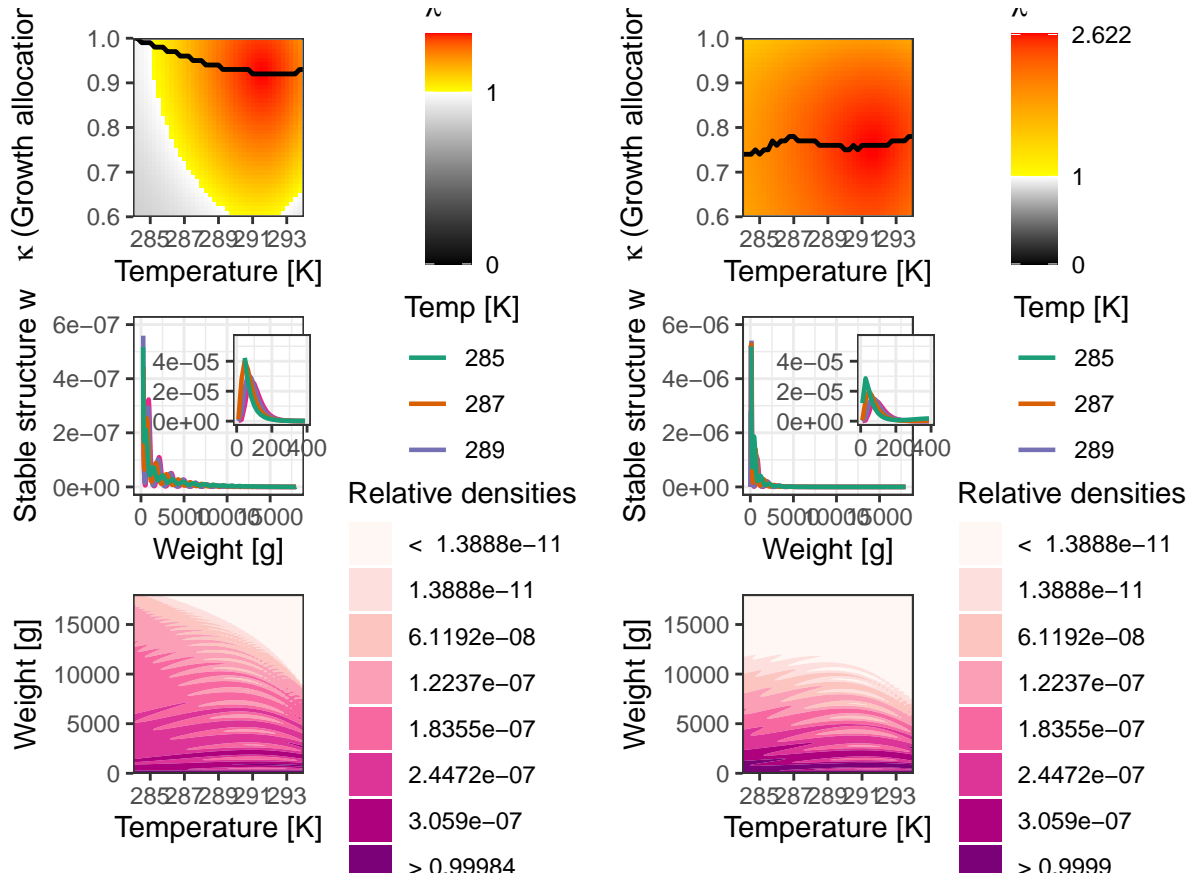 λ
λ
κ (Growth allocation
1.0
0.9
0.8
0.7
0.6
285
287
289
291
293
Temperature [K]
1
0
κ (Growth allocation
1.0
0.9
0.8
0.7
0.6
285
287
289
291
293
Temperature [K]
2.622
1
0
Stable structure w
6e−07
4e−07
2e−07
0e+00
4e−05
2e−05
0e+00
0
200
400
0
5000
10000
15000
Weight [g]
Temp [K]
285
287
289
Stable structure w
6e−06
4e−06
2e−06
0e+00
4e−05
2e−05
0e+00
0
200
400
0
5000
10000
15000
Weight [g]
Temp [K]
285
287
289
Weight [g]
15000
10000
5000
0
285
287
289
291
293
Temperature [K]
Relative densities
< 1.3888e−11
1.3888e−11
6.1192e−08
1.2237e−07
1.8355e−07
2.4472e−07
3.059e−07
> 0.99984
Weight [g]
15000
10000
5000
0
285
287
289
291
293
Temperature [K]
Relative densities
< 1.3888e−11
1.3888e−11
6.1192e−08
1.2237e−07
1.8355e−07
2.4472e−07
3.059e−07
> 0.9999